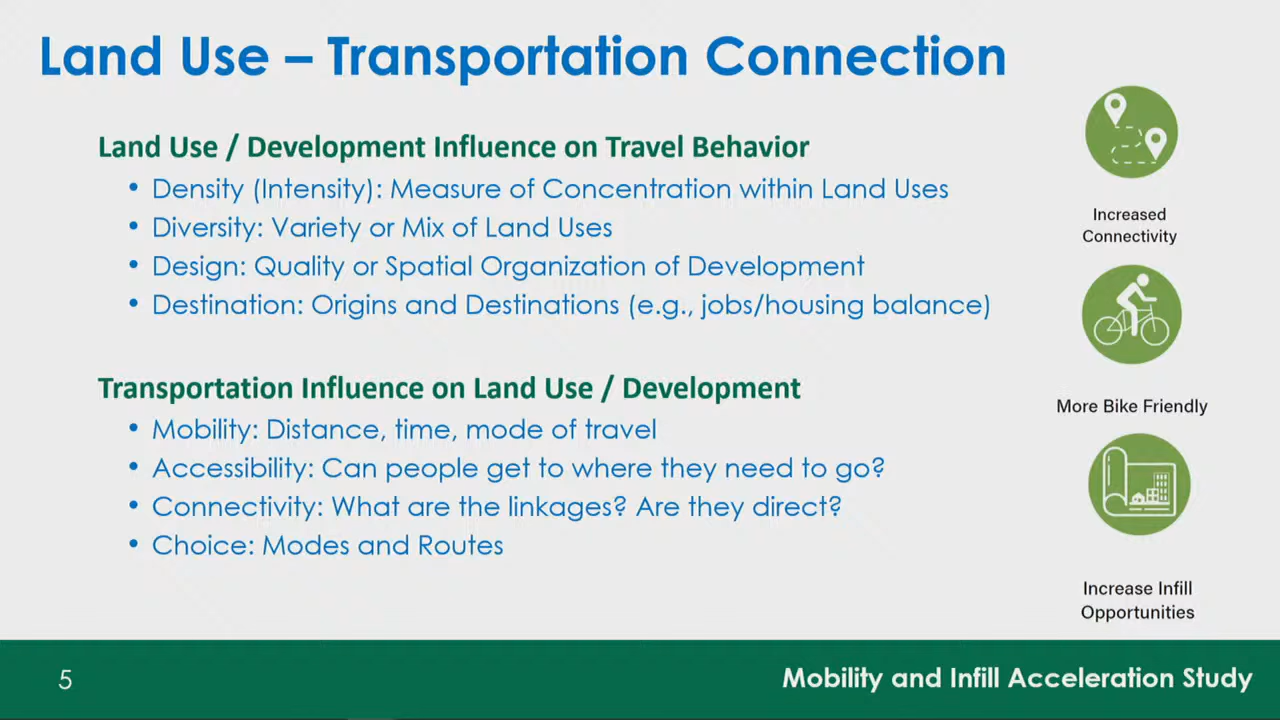 Land Use – Transportation Connection
Land Use / Development Influence on Travel Behavior
• Density (Intensity): Measure of Concentration within Land Uses
• Diversity: Variety or Mix of Land Uses
• Design: Quality or Spatial Organization of Development
• Destination: Origins and Destinations (e.g., jobs/housing balance)
Transportation Influence on Land Use / Development
• Mobility: Distance, time, mode of travel
• Accessibility: Can people get to where they need to go?
• Connectivity: What are the linkages? Are they direct?
• Choice: Modes and Routes
Increased
Connectivity
More Bike Friendly
Increase Infill
Opportunities
5
Mobility and Infill Acceleration Study